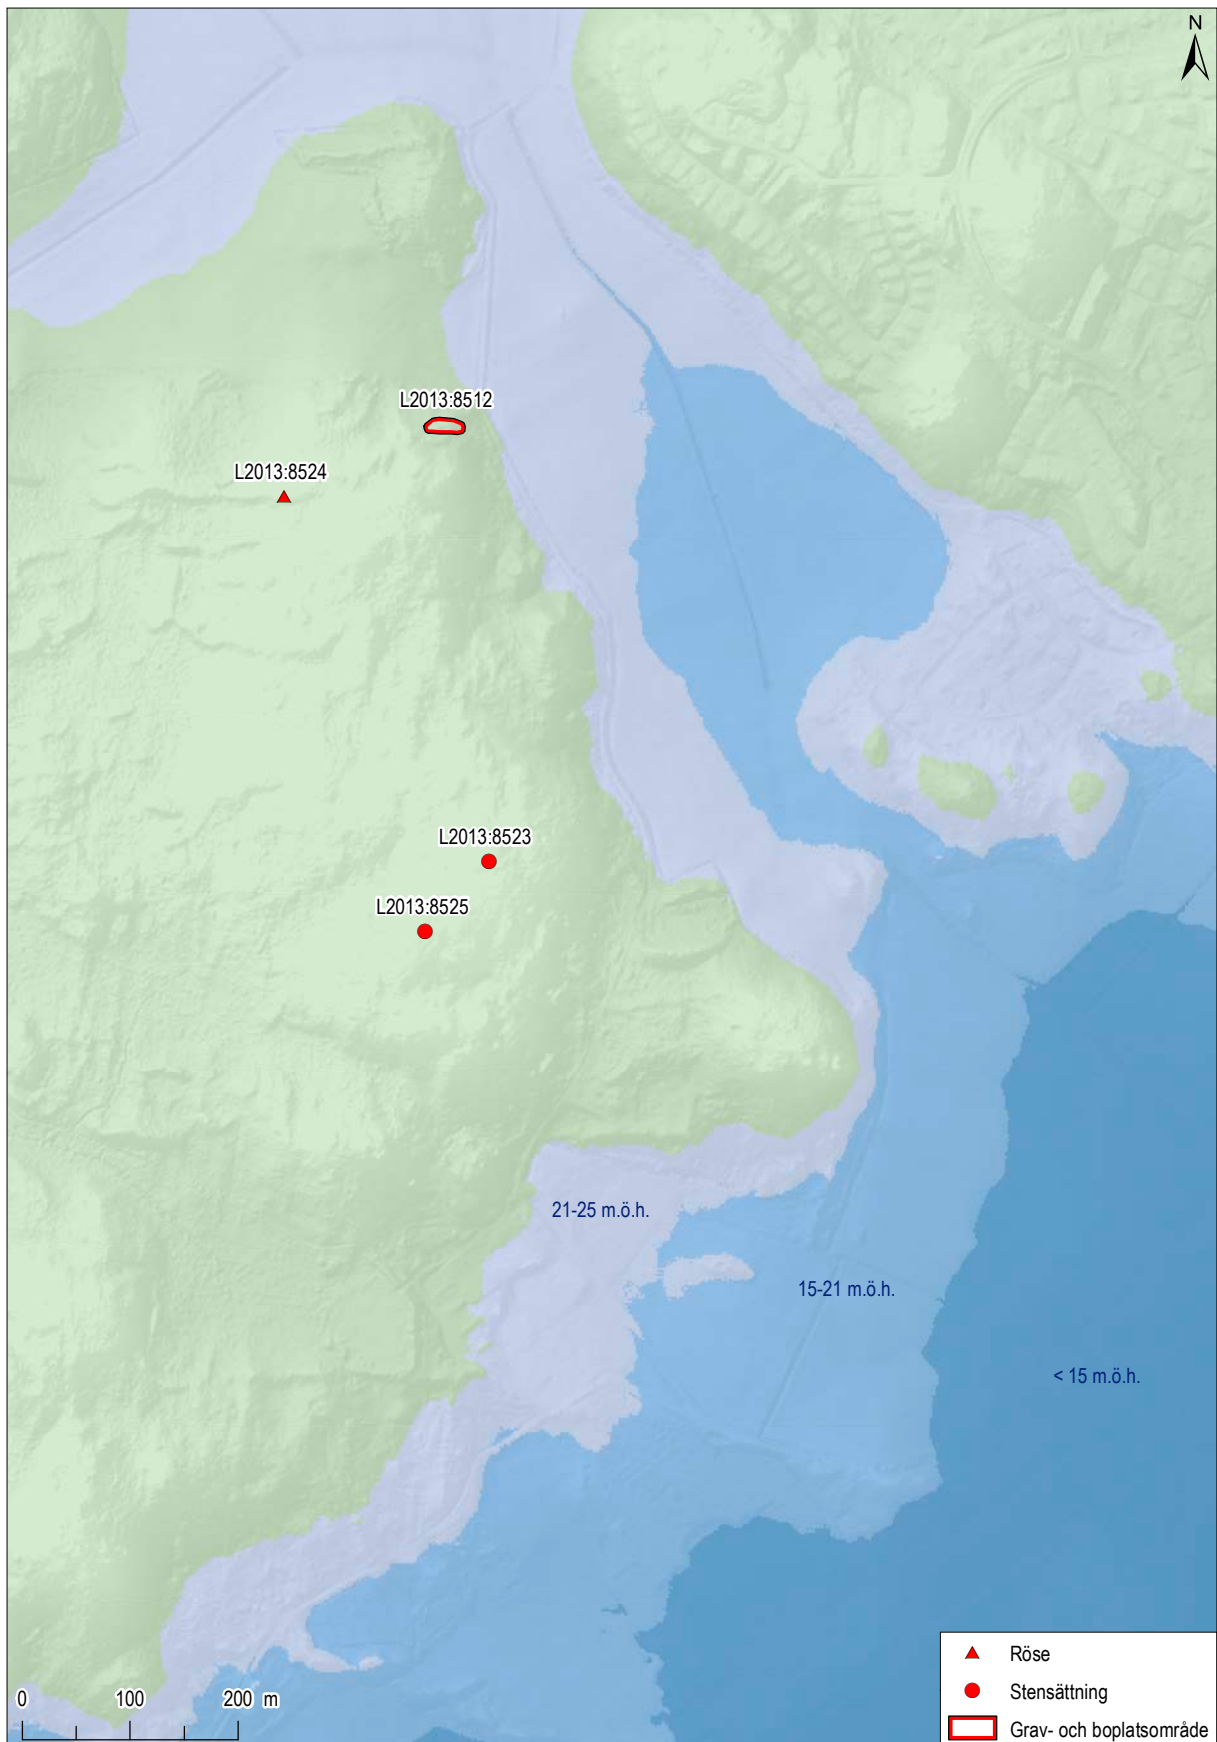 N
L2013:8512
L2013:8524
L2013:8523
L2013:8525
21-25 m.ö.h.
15-21 m.ö.h.
< 15 m.ö.h.
0 100 200 m
Röse
Stensättning
Grav- och boplatsområde